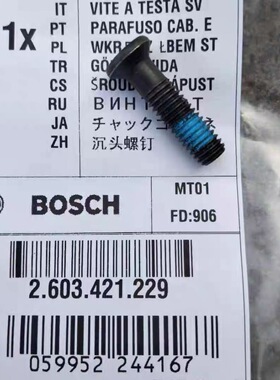 IT VITE A TESTA SV
1x PT PARAFUSO CAB. E
PL ŁBEM ST
TR
CS
RU
JA チャック
ZH 沉头螺钉
BOSCH
MT01
FD:906
2.603.421.229
059952 244167